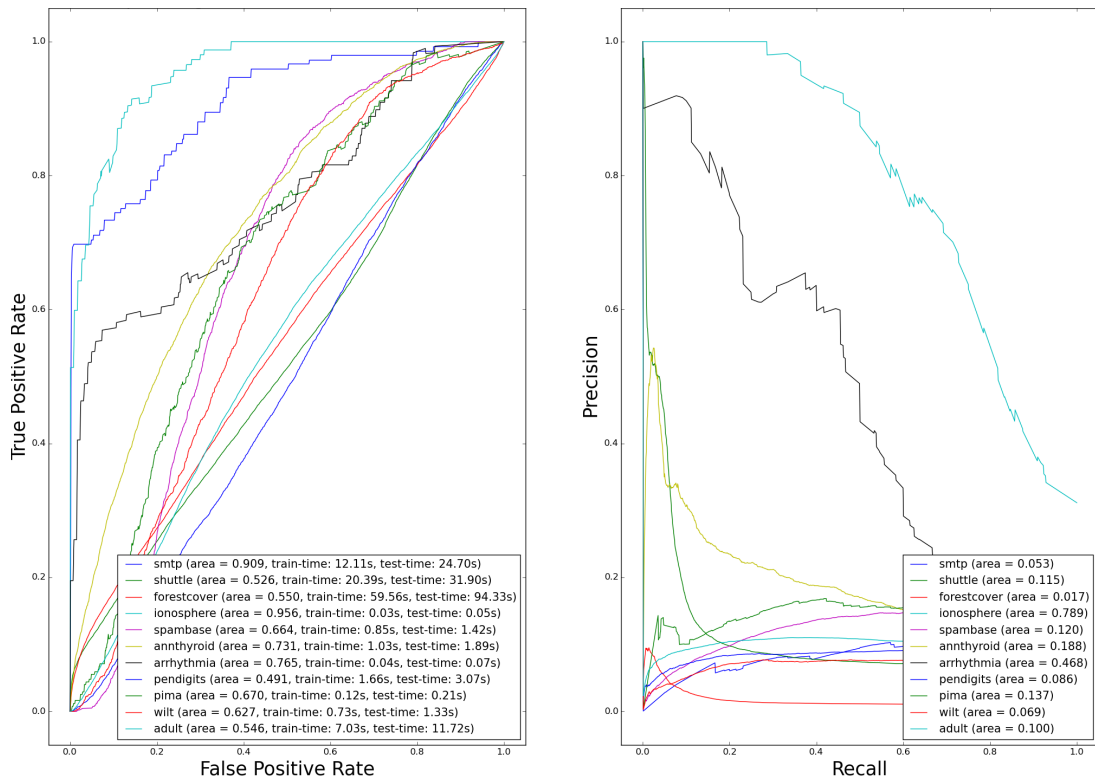 1.0
0.8
0.6
0.4
0.2
0.0
True Positive Rate
smtp (area = 0.909, train-time: 12.11s, test-time: 24.70s)
shuttle (area = 0.526, train-time: 20.39s, test-time: 31.90s)
forestcover (area = 0.550, train-time: 59.56s, test-time: 94.33s)
ionosphere (area = 0.956, train-time: 0.03s, test-time: 0.05s)
spambase (area = 0.664, train-time: 0.85s, test-time: 1.42s)
annthyroid (area = 0.731, train-time: 1.03s, test-time: 1.89s)
arrhythmia (area = 0.765, train-time: 0.04s, test-time: 0.07s)
pendigits (area = 0.491, train-time: 1.66s, test-time: 3.07s)
pima (area = 0.670, train-time: 0.12s, test-time: 0.21s)
wilt (area = 0.627, train-time: 0.73s, test-time: 1.33s)
adult (area = 0.546, train-time: 7.03s, test-time: 11.72s)
0.0 0.2 0.4 0.6 0.8 1.0
False Positive Rate
1.0
0.8
0.6
0.4
0.2
0.0
Precision
smtp (area = 0.053)
shuttle (area = 0.115)
forestcover (area = 0.017)
ionosphere (area = 0.789)
spambase (area = 0.120)
annthyroid (area = 0.188)
arrhythmia (area = 0.468)
pendigits (area = 0.086)
pima (area = 0.137)
wilt (area = 0.069)
adult (area = 0.100)
0.0 0.2 0.4 0.6 0.8 1.0
Recall